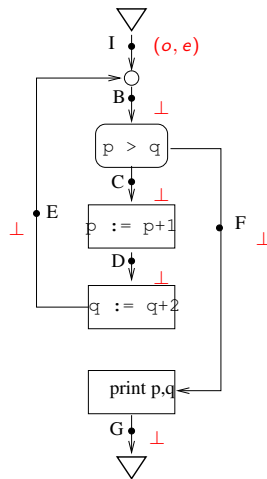 I (o, e)
B
⊥
p > q
C
⊥
E
F
p := p+1
⊥
⊥
D
⊥
q := q+2
print p,q
G
⊥